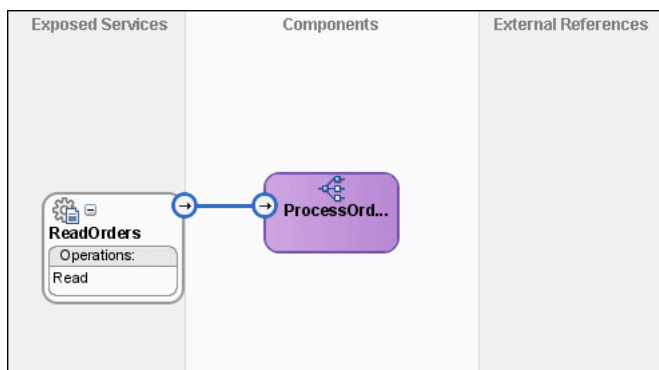 Exposed Services
Components
External References
ReadOrders
Operations:
Read
ProcessOrd...